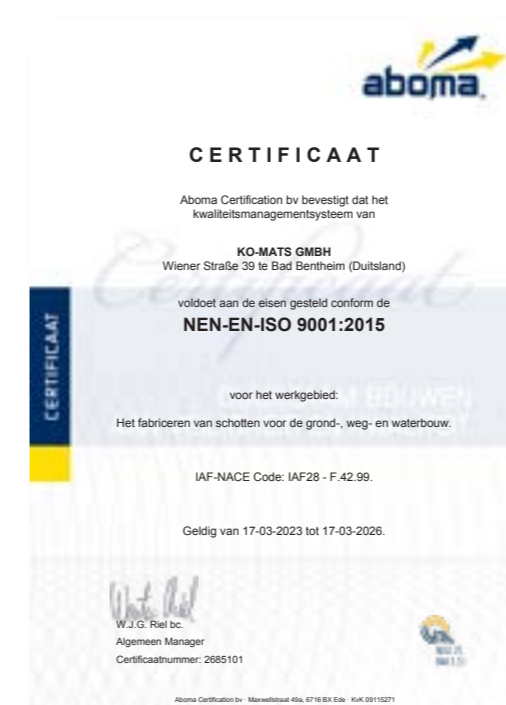 aboma
CERTIFICAAT
Aboma Certification bv bevestigt dat het
kwaliteitsmanagementsysteem van
KO-MATS GMBH
Wiener Straße 39 te Bad Bentheim (Duitsland)
voldoet aan de eisen gesteld conform de
NEN-EN-ISO 9001:2015
CERTIFICAAT
voor het werkgebied:
Het fabriceren van schotten voor de grond-, weg- en waterbouw.
IAF-NACE Code: IAF28 - F.42.99.
Geldig van 17-03-2023 tot 17-03-2026.
W.J.G. Riel bc.
Algemeen Manager
Certificaatnummer: 2685101
Aboma Certification bv · Maxwellstraat 49a, 6716 BX Ede · KvK 09115271